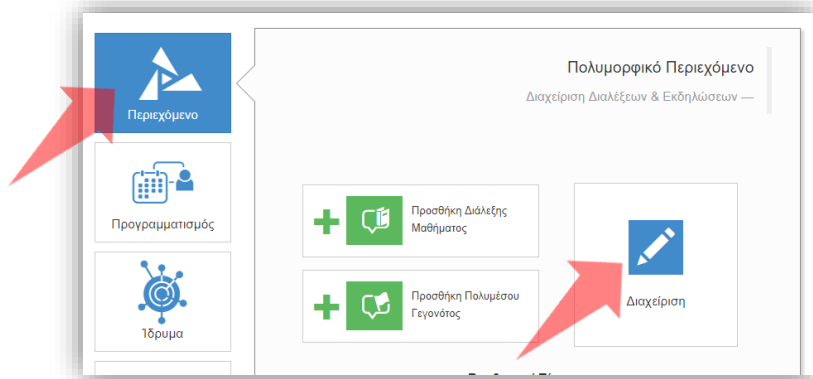 Περιεχόμενο
Προγραμματισμός
Ίδρυμα
Πολυμορφικό Περιεχόμενο
Διαχείριση Διαλέξεων & Εκδηλώσεων —
Προσθήκη Διάλεξης
Μαθήματος
Προσθήκη Πολυμέσου
Γεγονότος
Διαχείριση